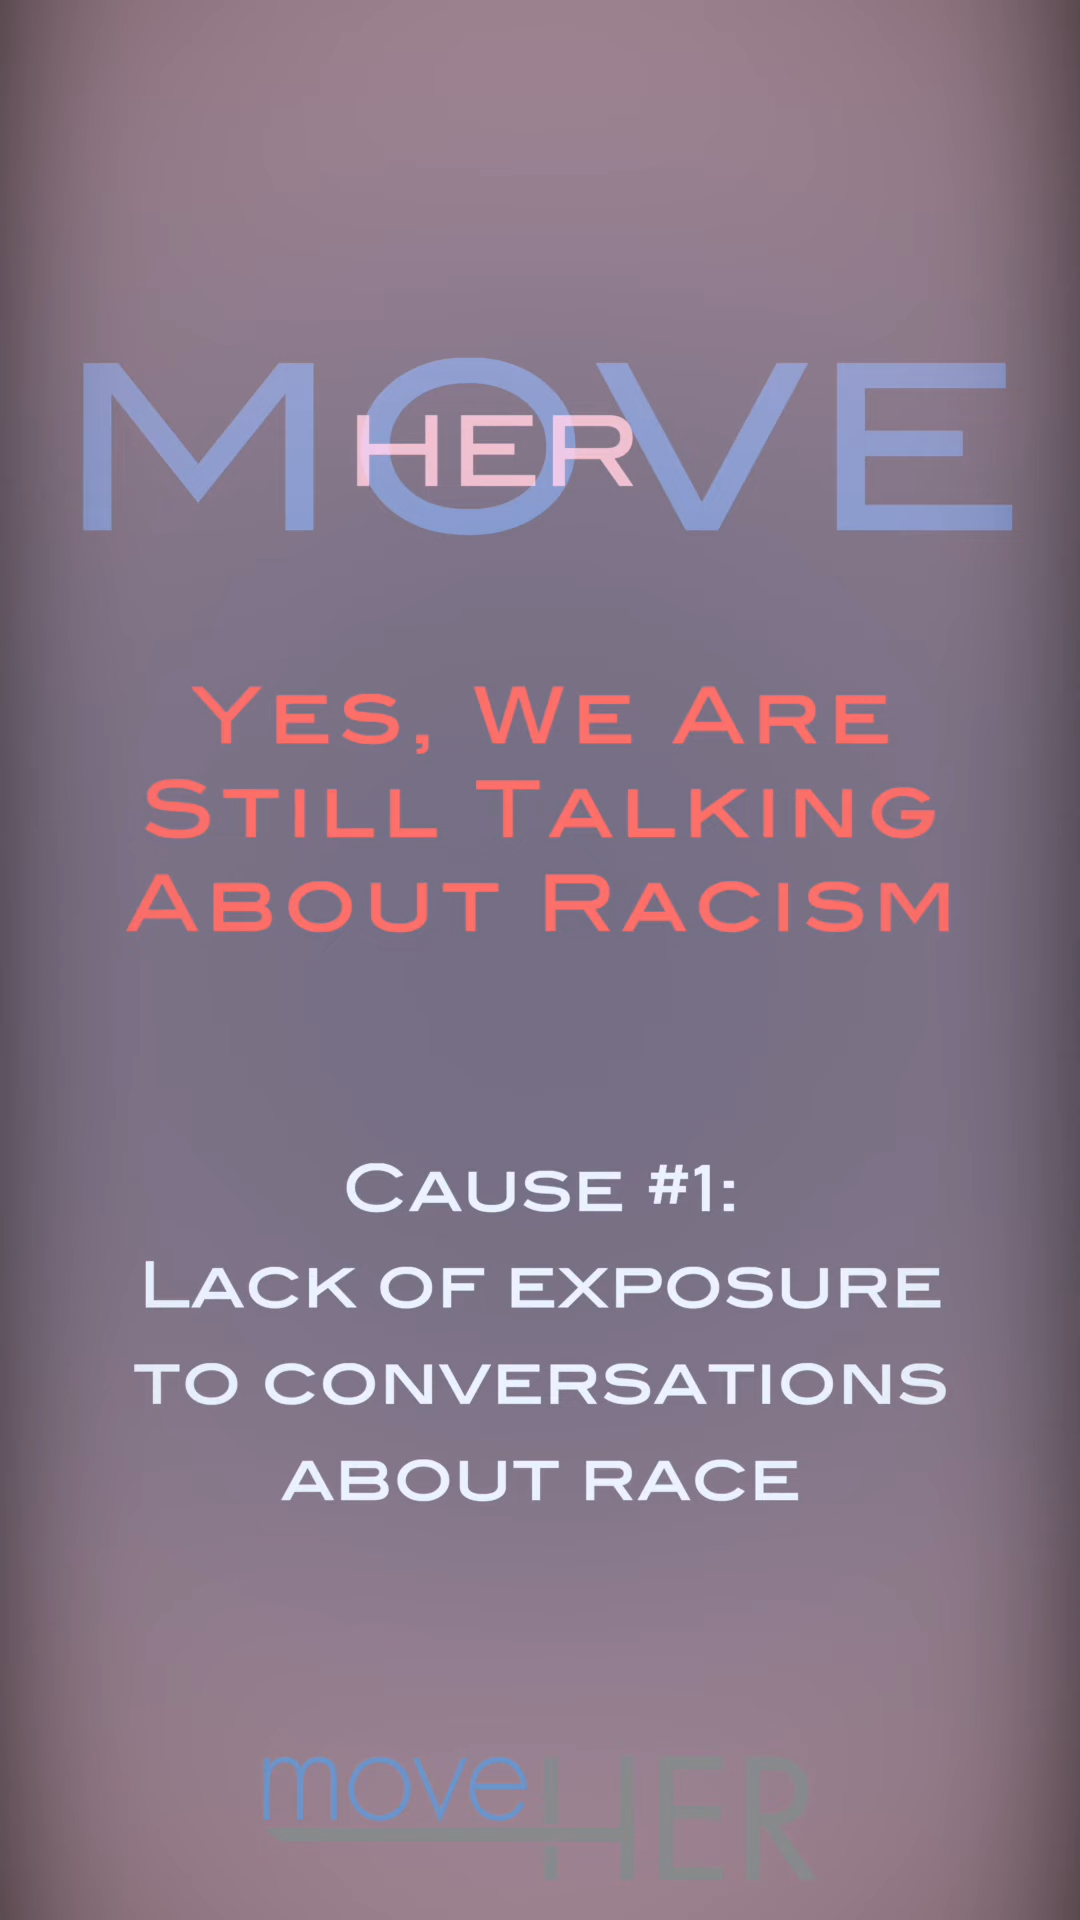 MOVE
HER
Yes, We Are
Still Talking
About Racism
Cause #1:
Lack of exposure
to conversations
about race
moveHER